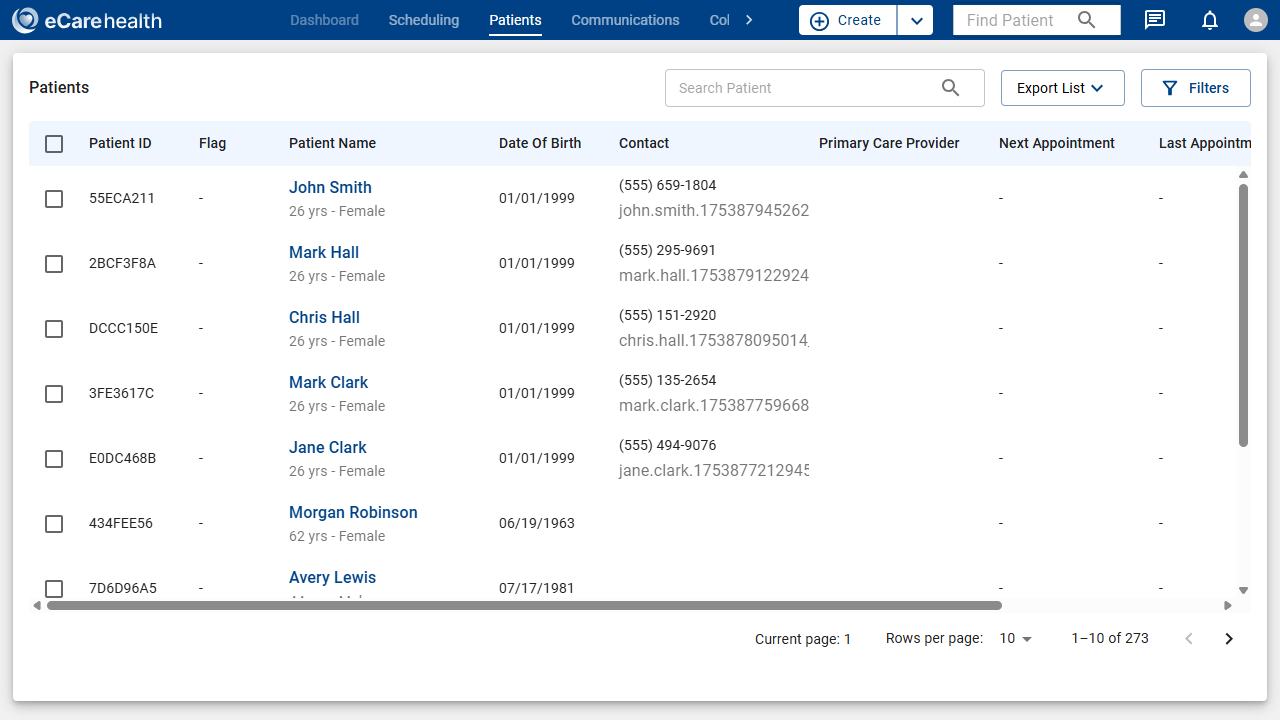 eCarehealth
Dashboard Scheduling Patients Communications Col
Create
Find Patient
Patients
Search Patient
Export List
Filters
Patient ID Flag Patient Name Date Of Birth Contact Primary Care Provider Next Appointment Last Appointm
55ECA211 - John Smith 01/01/1999 (555) 659-1804 - -
26 yrs - Female john.smith.175387945262
2BCF3F8A - Mark Hall 01/01/1999 (555) 295-9691 - -
26 yrs - Female mark.hall.1753879122924
DCCC150E - Chris Hall 01/01/1999 (555) 151-2920 - -
26 yrs - Female chris.hall.1753878095014
3FE3617C - Mark Clark 01/01/1999 (555) 135-2654 - -
26 yrs - Female mark.clark.175387759668
E0DC468B - Jane Clark 01/01/1999 (555) 494-9076 - -
26 yrs - Female jane.clark.1753877212945
434FEE56 - Morgan Robinson 06/19/1963 - -
62 yrs - Female
7D6D96A5 - Avery Lewis 07/17/1981 - -
Current page: 1 Rows per page: 10 1–10 of 273